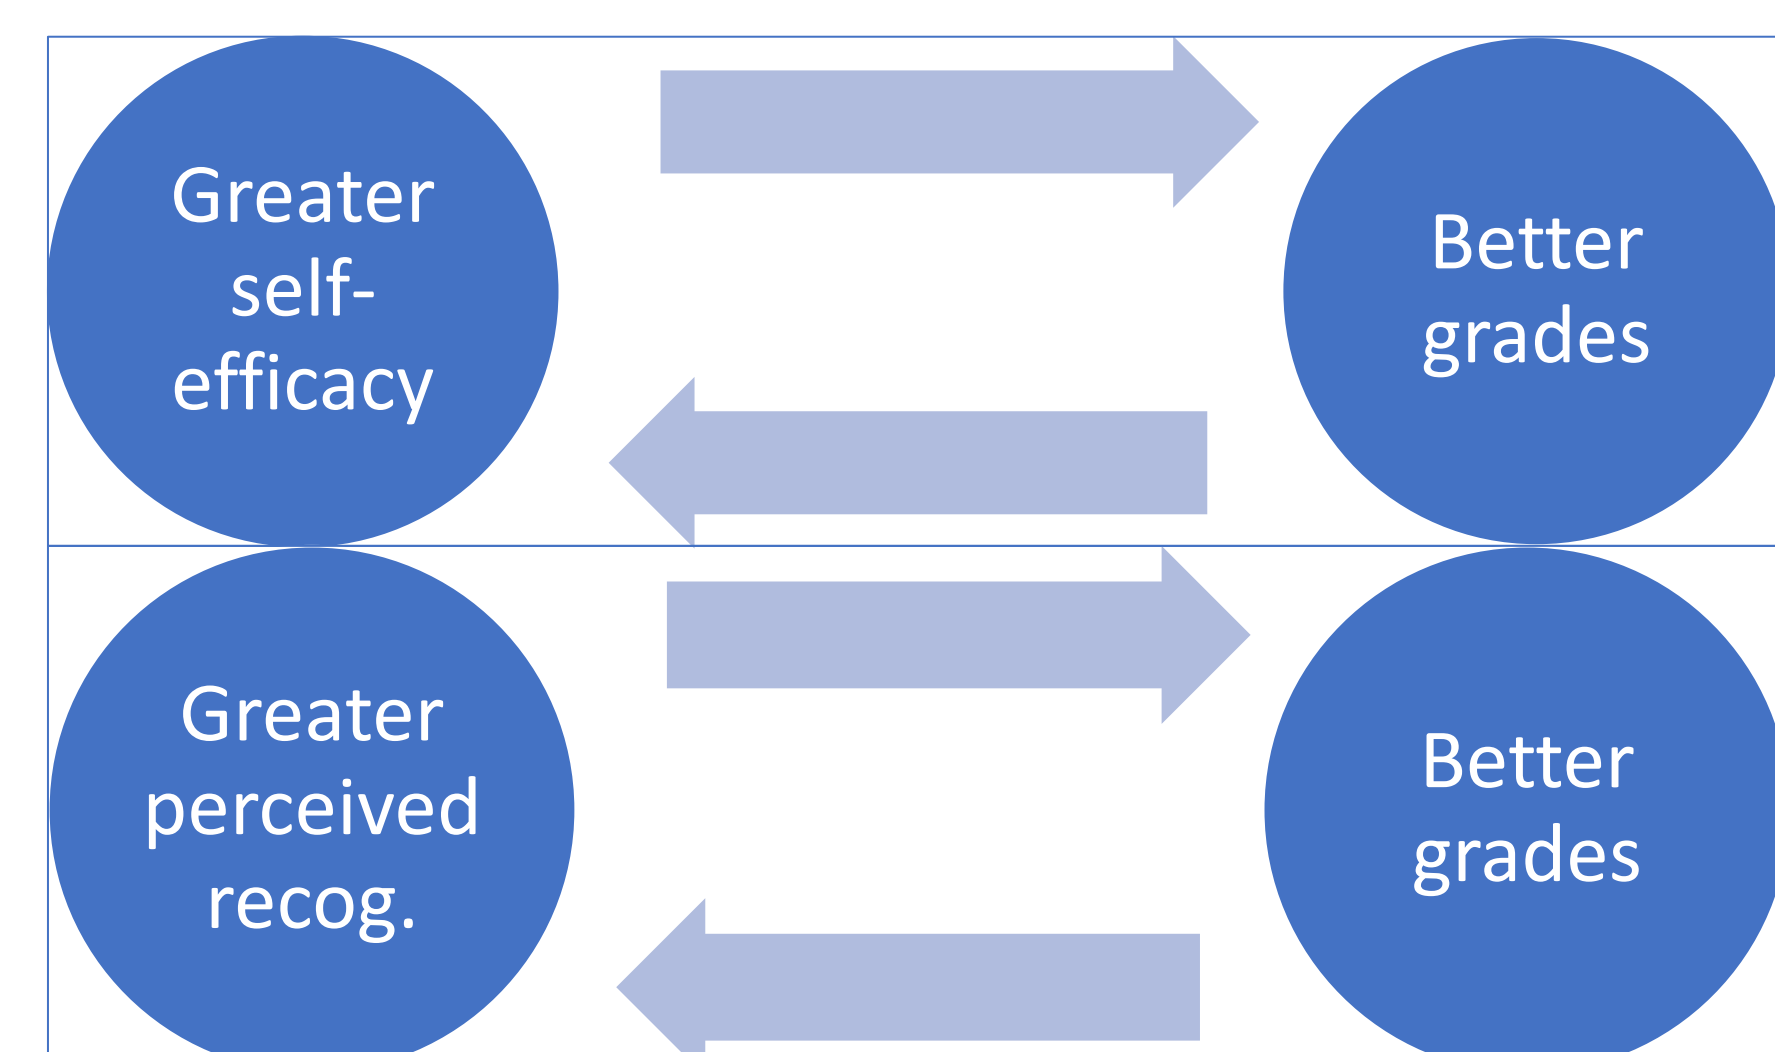 Greater
self-
efficacy
Better
grades
Greater
perceived
recog.
Better
grades